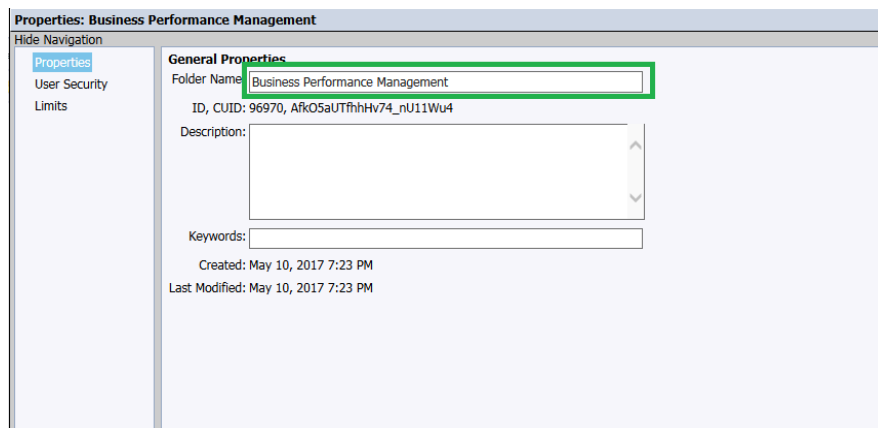 Properties: Business Performance Management
Hide Navigation
Properties
User Security
Limits
General Properties
Folder Name: Business Performance Management
ID, CUID: 96970, AfkO5aUTfhhHv74_nU11Wu4
Description:
Keywords:
Created: May 10, 2017 7:23 PM
Last Modified: May 10, 2017 7:23 PM